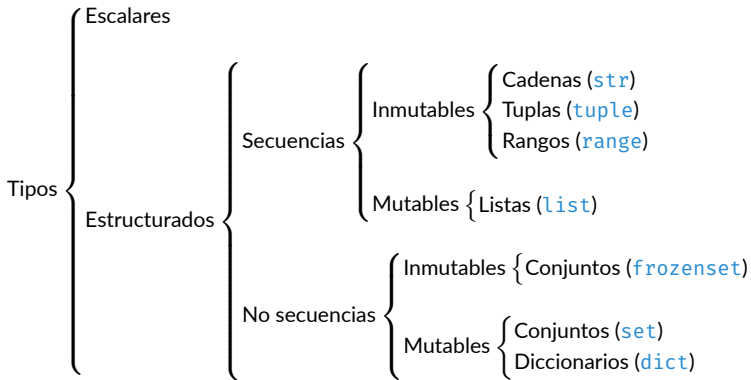 Tipos
Escalares
Estructurados
Secuencias
Inmutables
Cadenas (str)
Tuplas (tuple)
Rangos (range)
Mutables
Listas (list)
No secuencias
Inmutables
Conjuntos (frozenset)
Mutables
Conjuntos (set)
Diccionarios (dict)